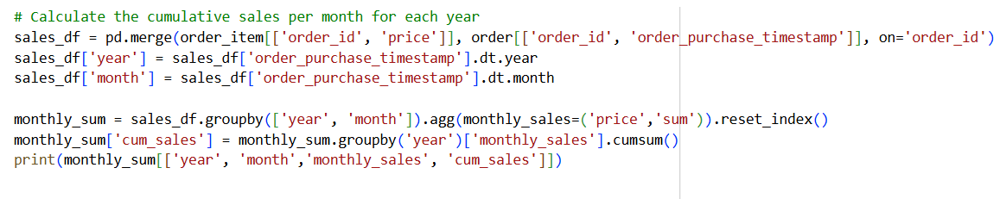 # Calculate the cumulative sales per month for each year
sales_df = pd.merge(order_item[['order_id', 'price']], order[['order_id', 'order_purchase_timestamp']], on='order_id')
sales_df['year'] = sales_df['order_purchase_timestamp'].dt.year
sales_df['month'] = sales_df['order_purchase_timestamp'].dt.month
monthly_sum = sales_df.groupby(['year', 'month']).agg(monthly_sales=('price','sum')).reset_index()
monthly_sum['cum_sales'] = monthly_sum.groupby('year')['monthly_sales'].cumsum()
print(monthly_sum[['year', 'month','monthly_sales', 'cum_sales']])